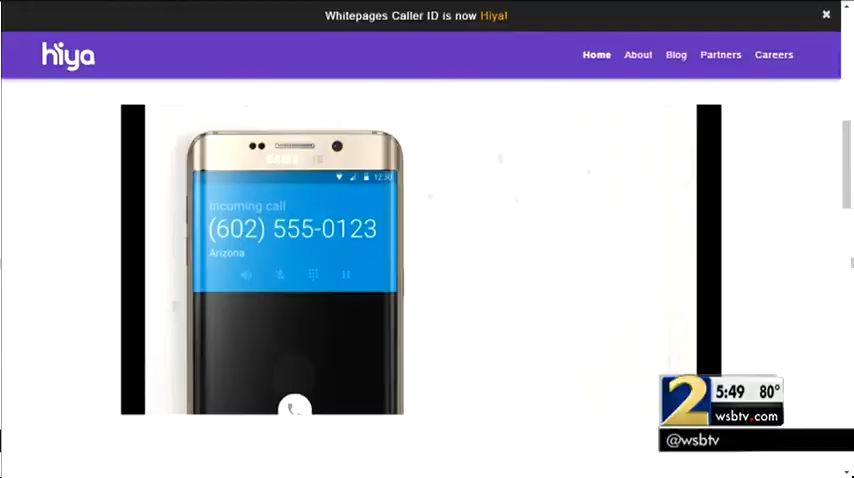 Whitepages Caller ID is now Hiya!
hiya
Home About Blog Partners Careers
SAMSUNG
12:30
Incoming call
(602) 555-0123
Arizona
2
5:49 80°
wsbtv.com
@wsbtv